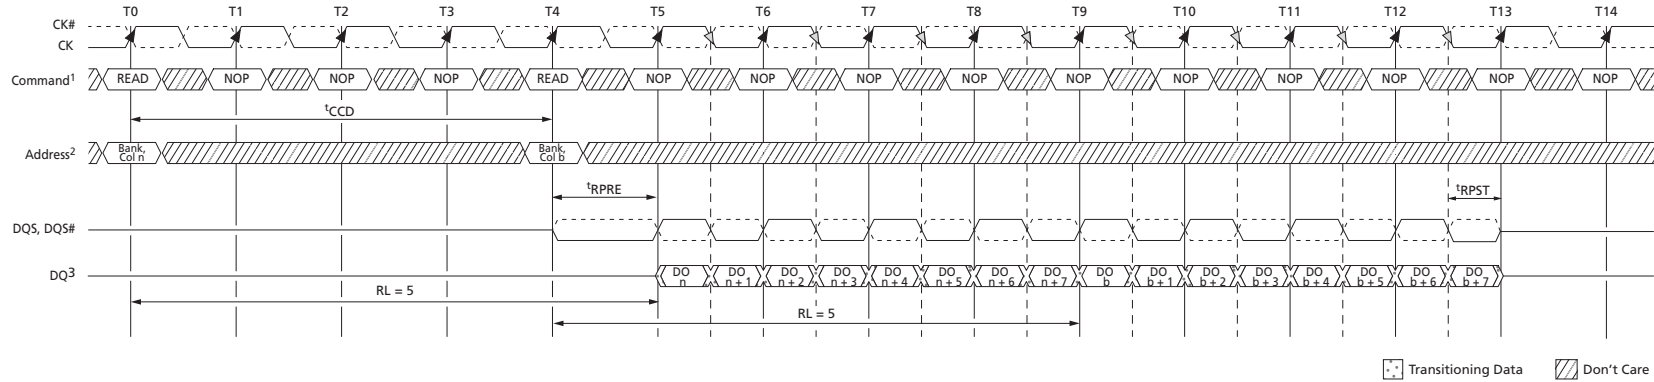 T0 T1 T2 T3 T4 T5 T6 T7 T8 T9 T10 T11 T12 T13 T14
CK#
CK
Command1 READ NOP NOP NOP READ NOP NOP NOP NOP NOP NOP NOP NOP NOP NOP
tCCD
Address2 Bank, Col n Bank, Col b
tRPRE tRPST
DQS, DQS#
DQ3 DO n DO n + 1 DO n + 2 DO n + 3 DO n + 4 DO n + 5 DO n + 6 DO n + 7 DO b DO b + 1 DO b + 2 DO b + 3 DO b + 4 DO b + 5 DO b + 6 DO b + 7
RL = 5
RL = 5
Transitioning Data Don't Care